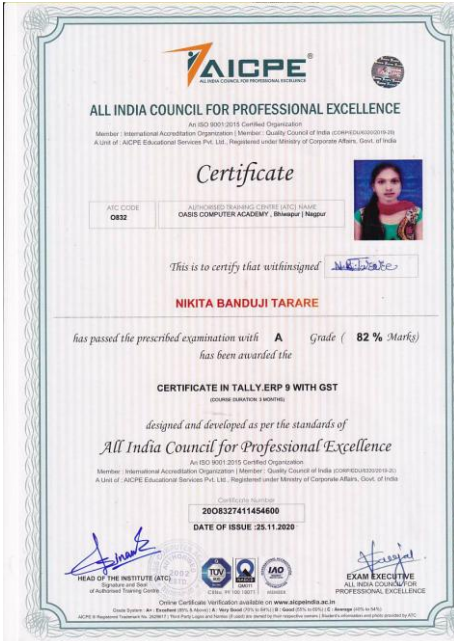 AICPE®
ALL INDIA COUNCIL FOR PROFESSIONAL EXCELLENCE
ALL INDIA COUNCIL FOR PROFESSIONAL EXCELLENCE
An ISO 9001:2015 Certified Organization
Member : International Accreditation Organization | Member : Quality Council of India
A Unit of : AICPE Educational Services Pvt. Ltd., Registered under Ministry of Corporate Affairs, Govt. of India
Certificate
ATC CODE
O832
AUTHORISED TRAINING CENTRE (ATC) NAME
OASIS COMPUTER ACADEMY , Bhiwapur | Nagpur
This is to certify that withinsigned
NIKITA BANDUJI TARARE
has passed the prescribed examination with A Grade ( 82 % Marks)
has been awarded the
CERTIFICATE IN TALLY.ERP 9 WITH GST
(COURSE DURATION: 3 MONTHS)
designed and developed as per the standards of
All India Council for Professional Excellence
An ISO 9001:2015 Certified Organization
Member : International Accreditation Organization | Member : Quality Council of India
A Unit of : AICPE Educational Services Pvt. Ltd., Registered under Ministry of Corporate Affairs, Govt. of India
Certificate Number
20O8327411454600
DATE OF ISSUE :25.11.2020
HEAD OF THE INSTITUTE (ATC)
Signature and Seal
of Authorised Training Centre
TUV
IAO
EXAM EXECUTIVE
ALL INDIA COUNCIL FOR
PROFESSIONAL EXCELLENCE
Online Certificate Verification available on www.aicpeindia.ac.in